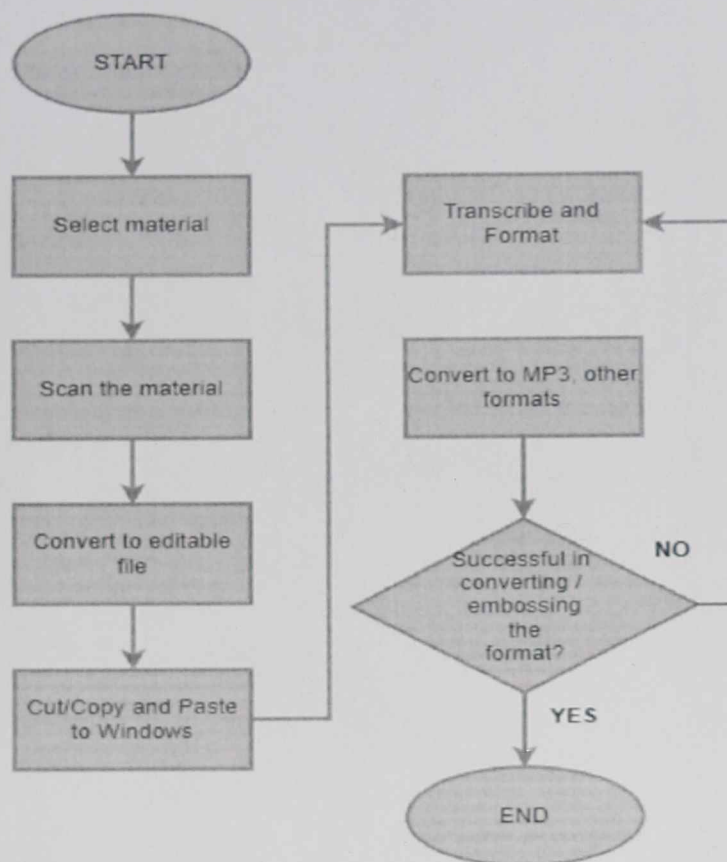 START
Select material
Scan the material
Convert to editable
file
Cut/Copy and Paste
to Windows
Transcribe and
Format
Convert to MP3, other
formats
Successful in
converting /
embossing
the
format?
NO
YES
END